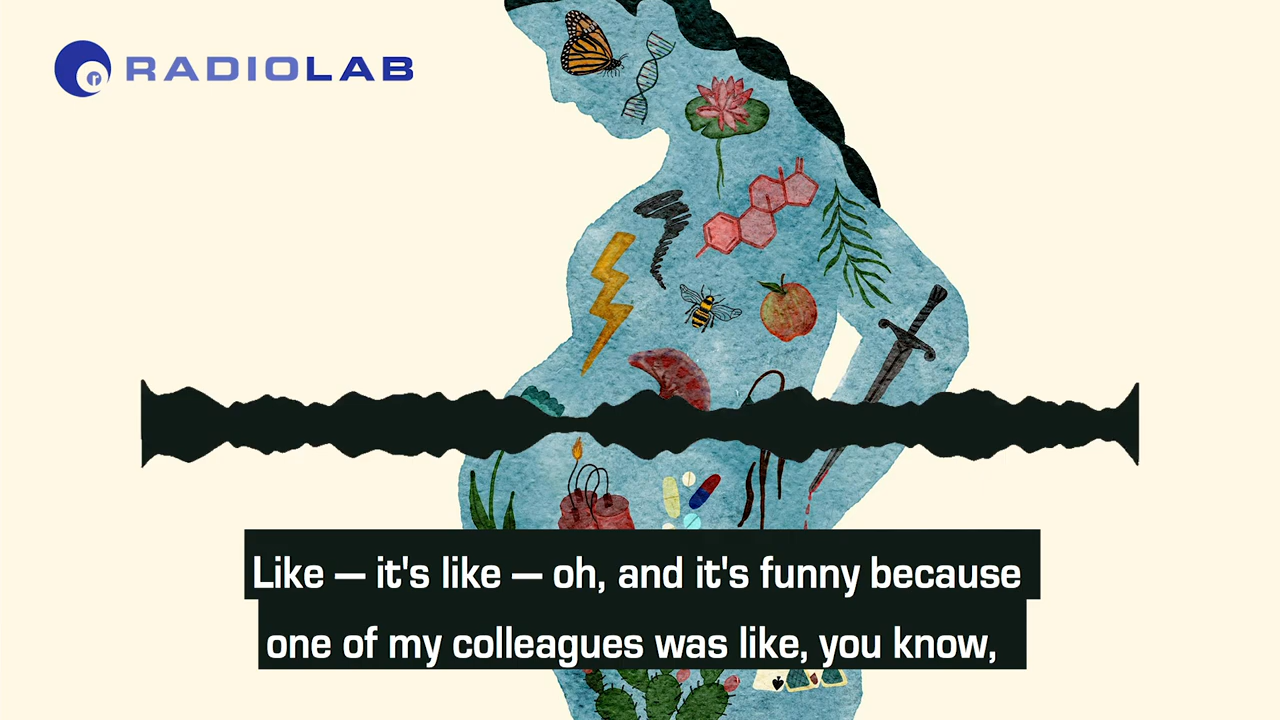 RADIOLAB
Like — it's like — oh, and it's funny because
one of my colleagues was like, you know,